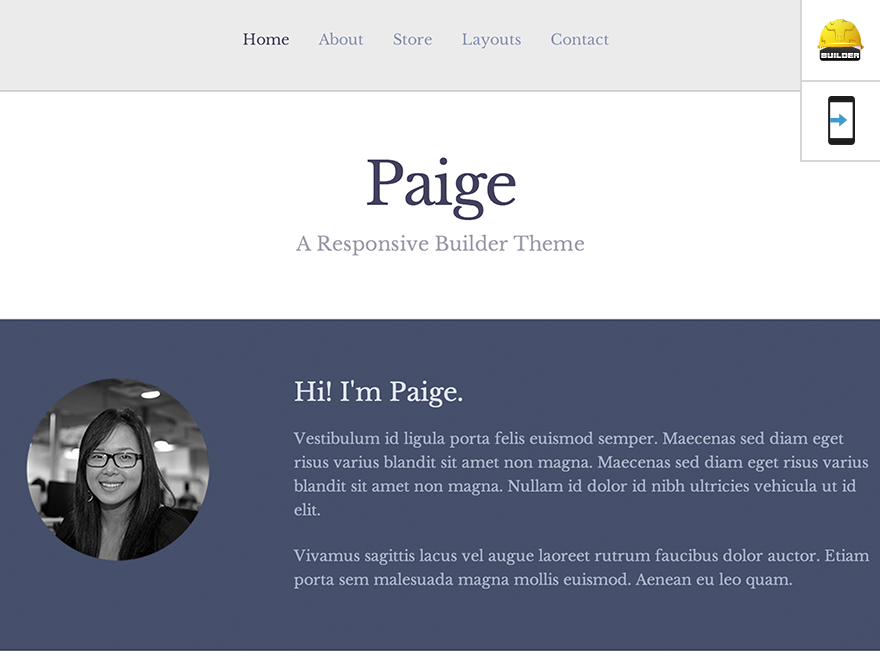 Home About Store Layouts Contact
BUILDER
Paige
A Responsive Builder Theme
Hi! I'm Paige.
Vestibulum id ligula porta felis euismod semper. Maecenas sed diam eget
risus varius blandit sit amet non magna. Maecenas sed diam eget risus varius
blandit sit amet non magna. Nullam id dolor id nibh ultricies vehicula ut id
elit.
Vivamus sagittis lacus vel augue laoreet rutrum faucibus dolor auctor. Etiam
porta sem malesuada magna mollis euismod. Aenean eu leo quam.